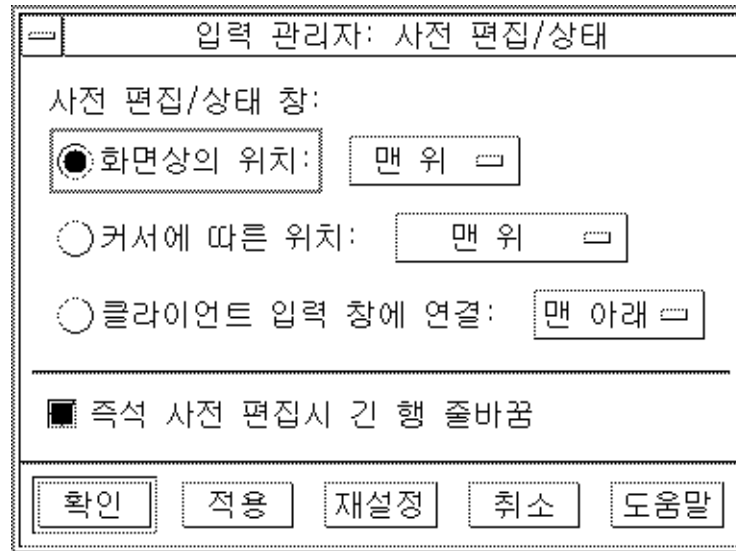 입력 관리자: 사전 편집/상태
사전 편집/상태 창:
화면상의 위치: 맨 위
커서에 따른 위치: 맨 위
클라이언트 입력 창에 연결: 맨 아래
즉석 사전 편집시 긴 행 줄바꿈
확인 적용 재설정 취소 도움말